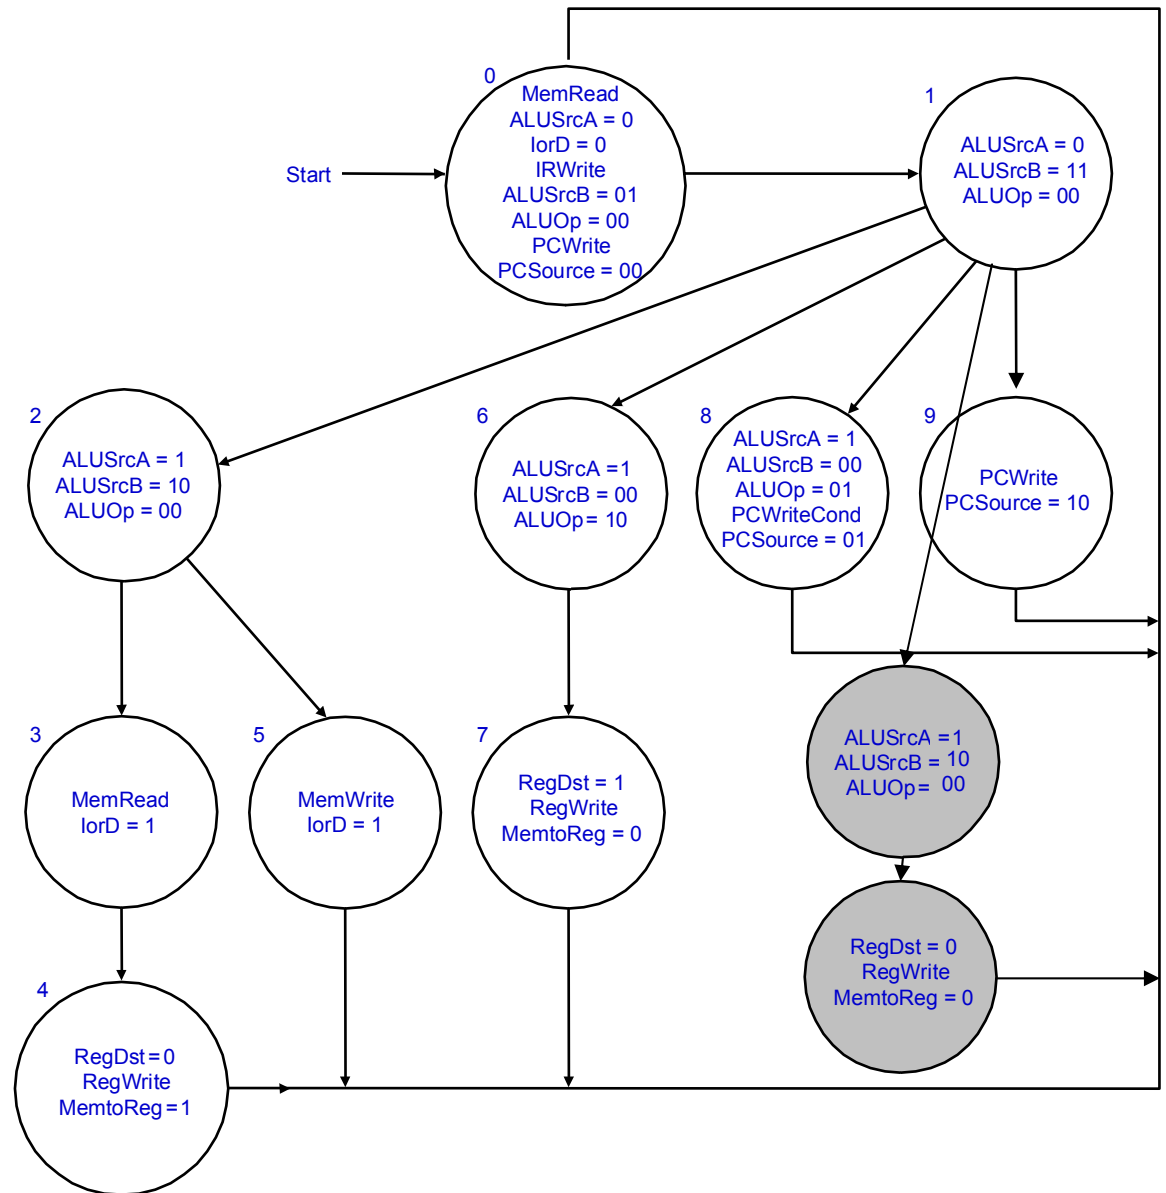 0
MemRead
ALUSrcA = 0
IorD = 0
IRWrite
ALUSrcB = 01
ALUOp = 00
PCWrite
PCSource = 00
Start
1
ALUSrcA = 0
ALUSrcB = 11
ALUOp = 00
2
ALUSrcA = 1
ALUSrcB = 10
ALUOp = 00
6
ALUSrcA =1
ALUSrcB = 00
ALUOp= 10
8
ALUSrcA = 1
ALUSrcB = 00
ALUOp = 01
PCWriteCond
PCSource = 01
9
PCWrite
PCSource = 10
3
MemRead
IorD = 1
5
MemWrite
IorD = 1
7
RegDst = 1
RegWrite
MemtoReg = 0
ALUSrcA =1
ALUSrcB = 10
ALUOp= 00
RegDst = 0
RegWrite
MemtoReg = 0
4
RegDst=0
RegWrite
MemtoReg=1